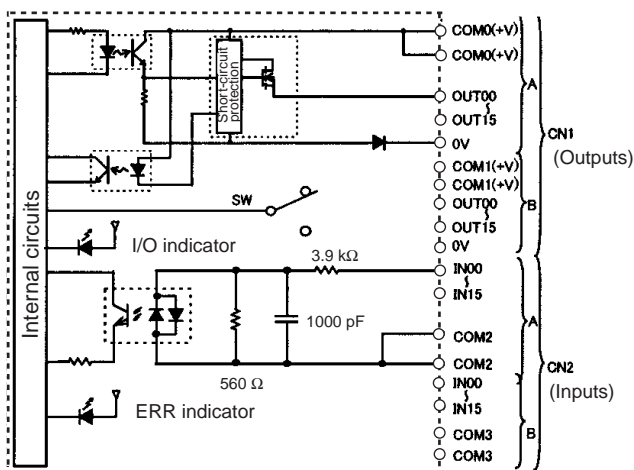 Internal circuits
Short-circuit
protection
SW
I/O indicator
3.9 kΩ
1000 pF
560 Ω
ERR indicator
COM0(+V)
COM0(+V)
OUT00
∼
OUT15
0V
COM1(+V)
COM1(+V)
OUT00
∼
OUT15
0V
A
B
CN1
(Outputs)
IN00
∼
IN15
COM2
COM2
IN00
∼
IN15
COM3
COM3
A
B
CN2
(Inputs)